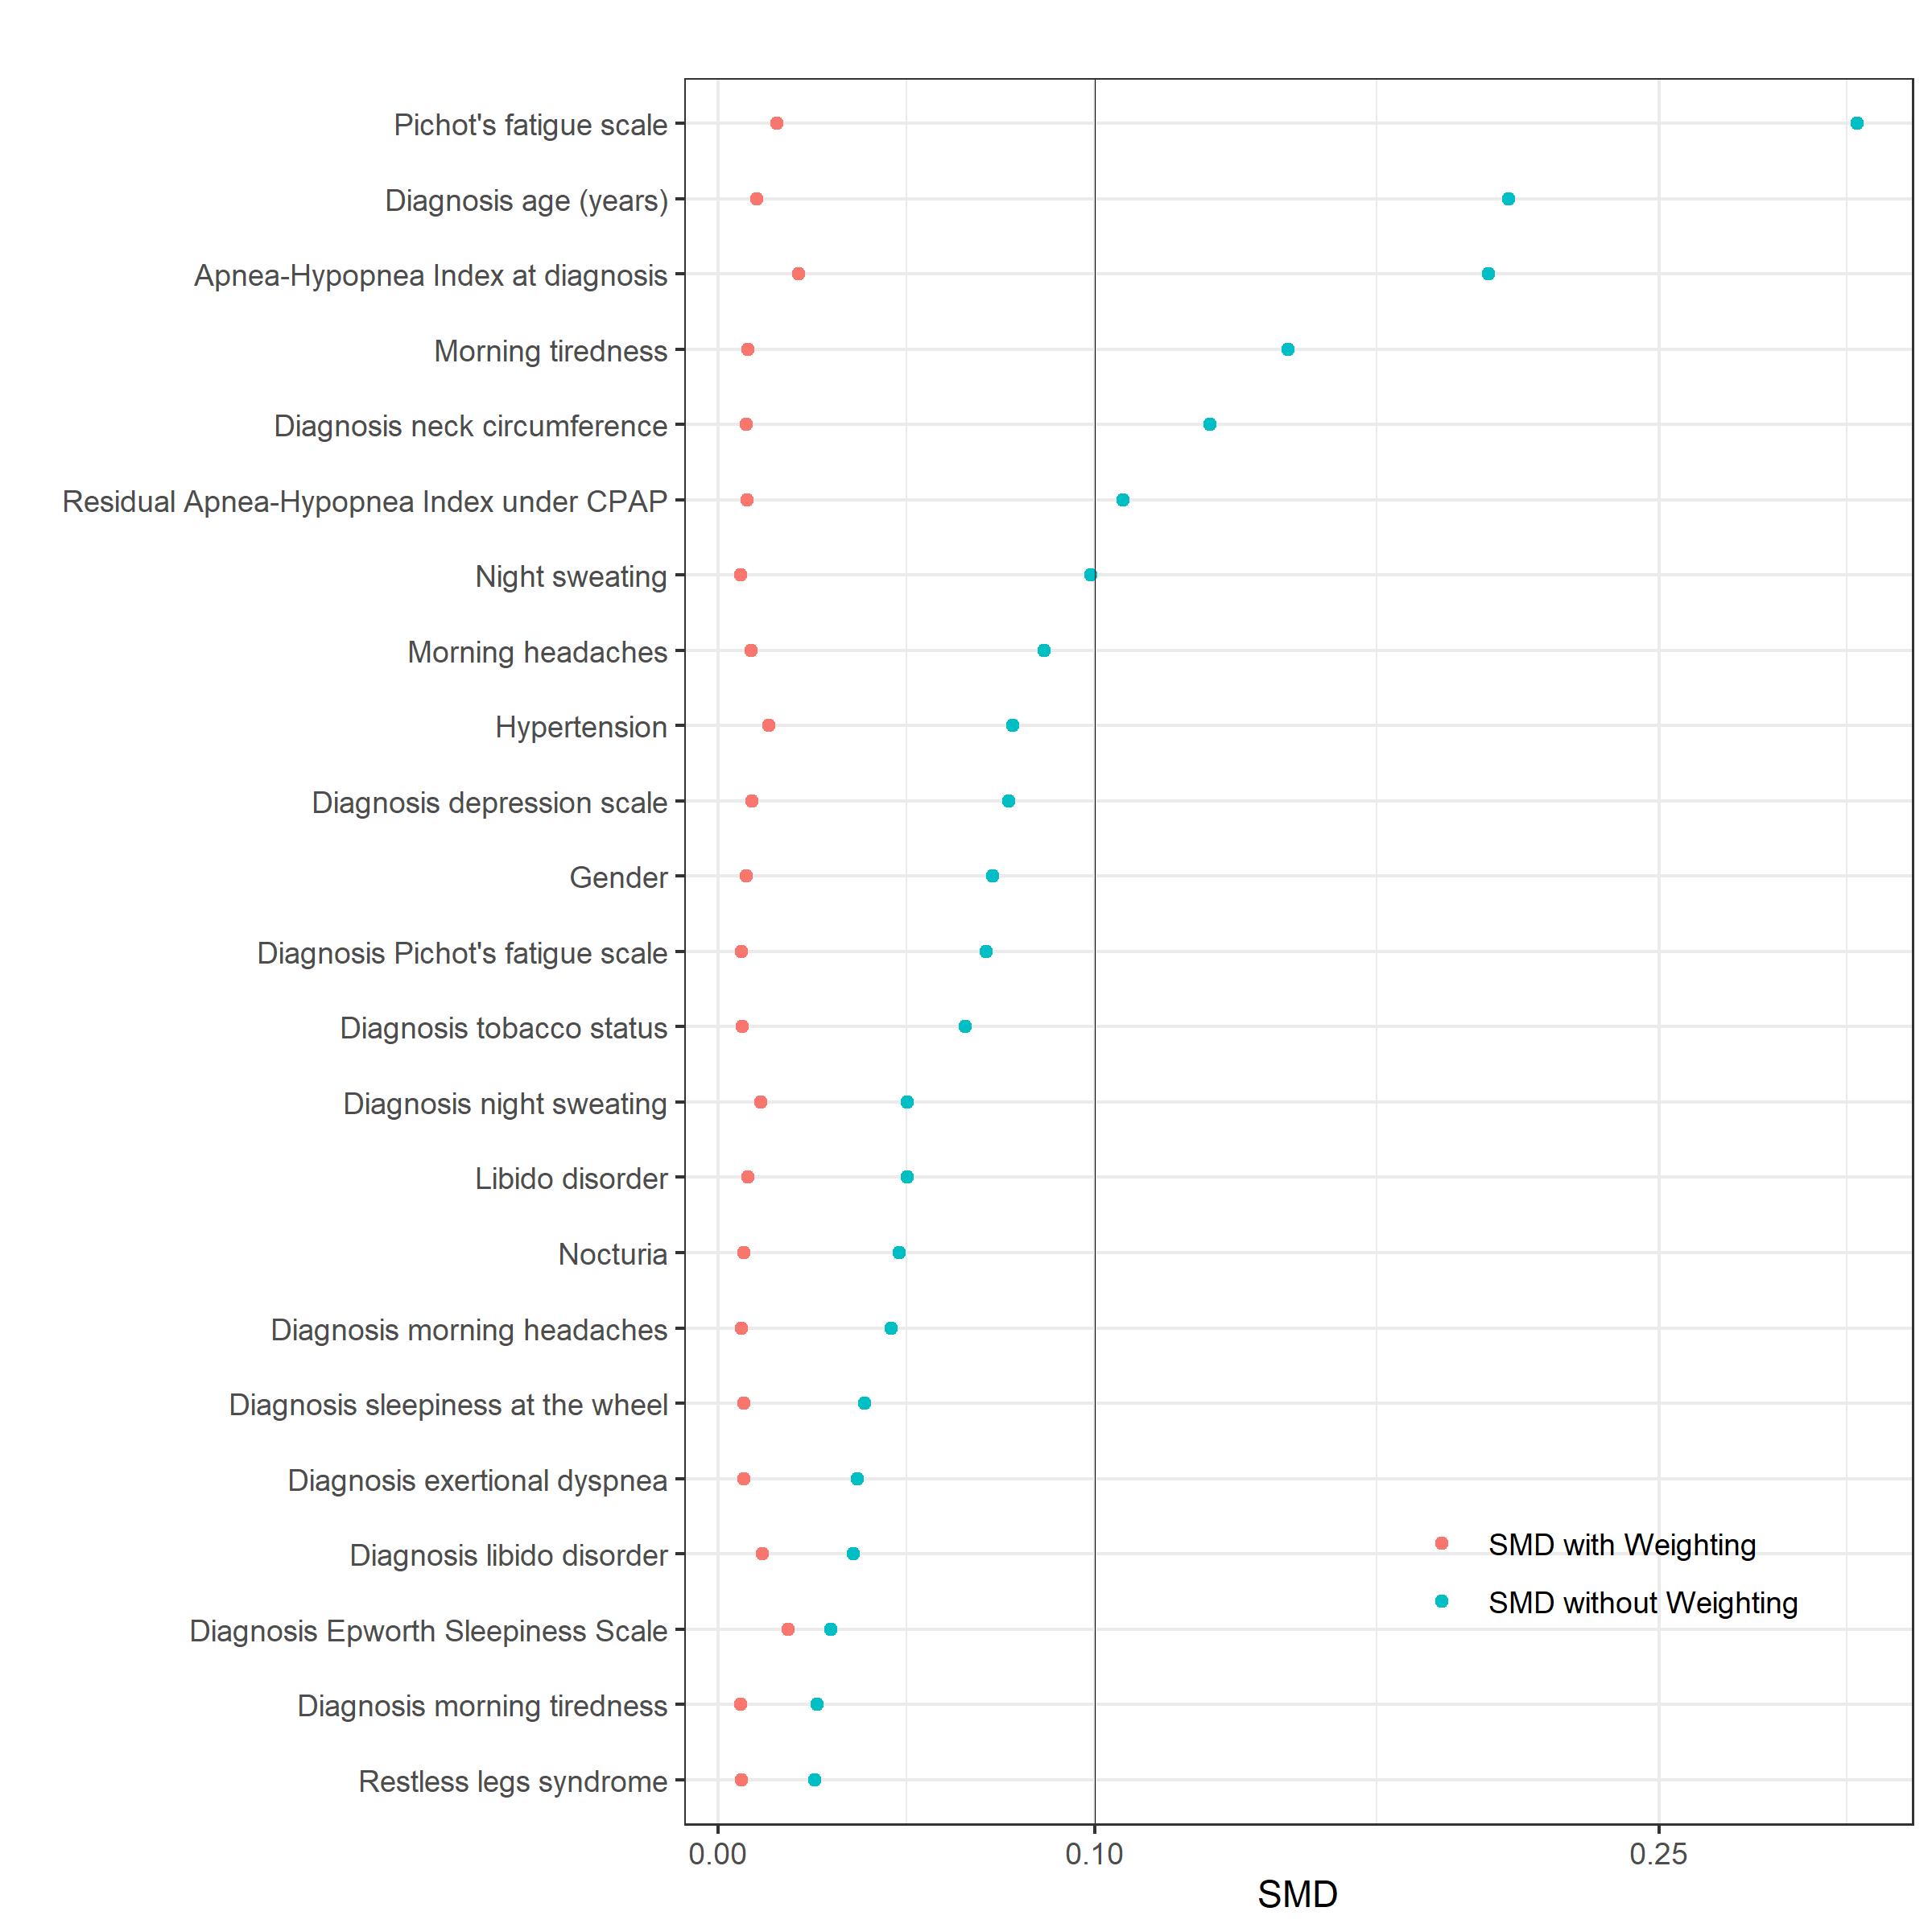 Pichot's fatigue scale
Diagnosis age (years)
Apnea-Hypopnea Index at diagnosis
Morning tiredness
Diagnosis neck circumference
Residual Apnea-Hypopnea Index under CPAP
Night sweating
Morning headaches
Hypertension
Diagnosis depression scale
Gender
Diagnosis Pichot's fatigue scale
Diagnosis tobacco status
Diagnosis night sweating
Libido disorder
Nocturia
Diagnosis morning headaches
Diagnosis sleepiness at the wheel
Diagnosis exertional dyspnea
Diagnosis libido disorder
Diagnosis Epworth Sleepiness Scale
Diagnosis morning tiredness
Restless legs syndrome
SMD with Weighting
SMD without Weighting
0.00 0.10 0.25
SMD